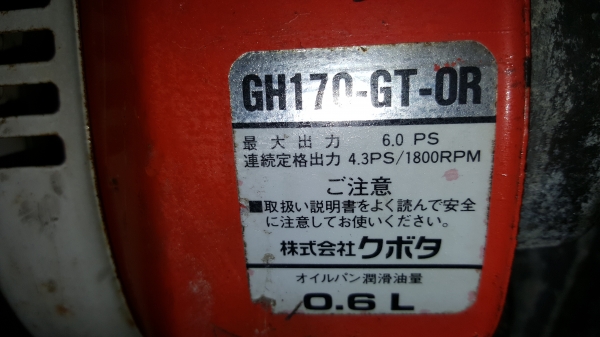 GH170-GT-OR
最大出力 6.0 PS
連続定格出力 4.3PS/1800RPM
ご注意
■取扱い説明書をよく読んで安全
に注意してお使いください。
株式会社クボタ
オイルパン潤滑油量
0.6L